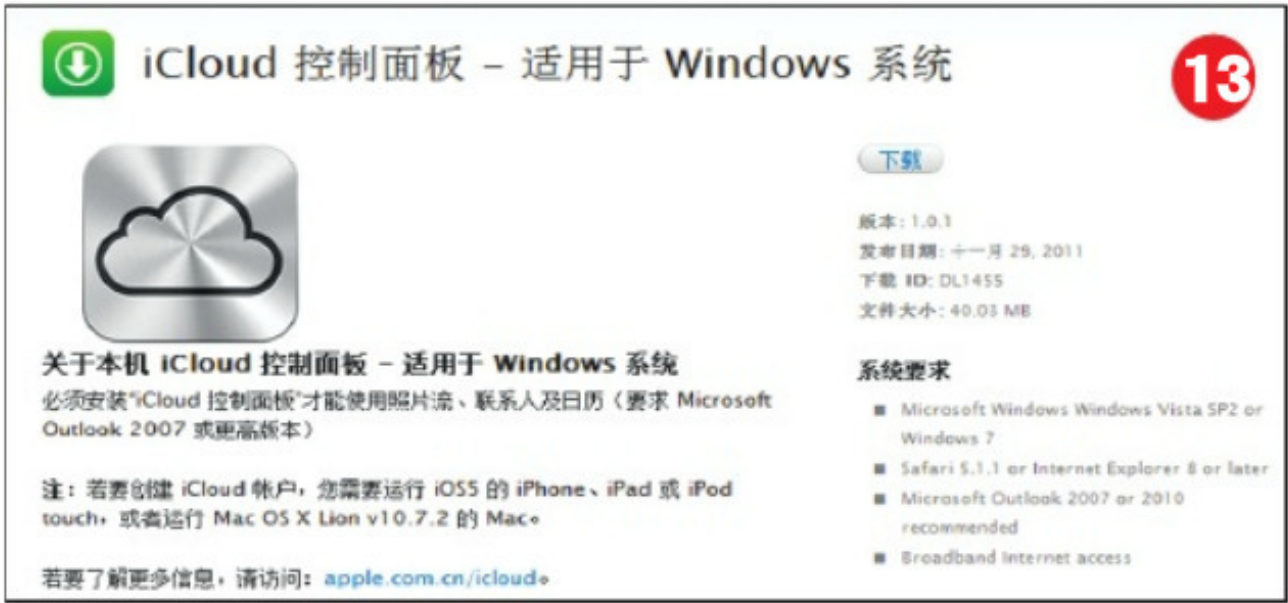 iCloud 控制面板 – 适用于 Windows 系统
13
下载
版本: 1.0.1
发布日期: 十一月 29, 2011
下载 ID: DL1455
文件大小: 40.03 MB
关于本机 iCloud 控制面板 – 适用于 Windows 系统
必须安装“iCloud 控制面板”才能使用照片流、联系人及日历（要求 Microsoft
Outlook 2007 或更高版本）
注：若要创建 iCloud 帐户，您需要运行 iOS5 的 iPhone、iPad 或 iPod
touch，或者运行 Mac OS X Lion v10.7.2 的 Mac。
若要了解更多信息，请访问：apple.com.cn/icloud。
系统要求
■ Microsoft Windows Windows Vista SP2 or
Windows 7
■ Safari 5.1.1 or Internet Explorer 8 or later
■ Microsoft Outlook 2007 or 2010
recommended
■ Broadband Internet access